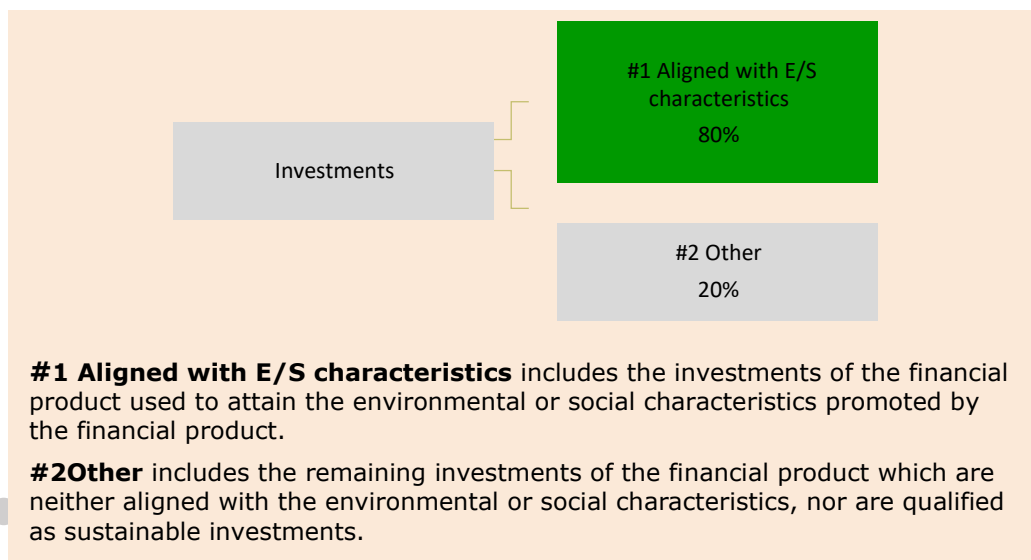 #1 Aligned with E/S
characteristics
80%
Investments
#2 Other
20%
#1 Aligned with E/S characteristics includes the investments of the financial
product used to attain the environmental or social characteristics promoted by
the financial product.
#2Other includes the remaining investments of the financial product which are
neither aligned with the environmental or social characteristics, nor are qualified
as sustainable investments.